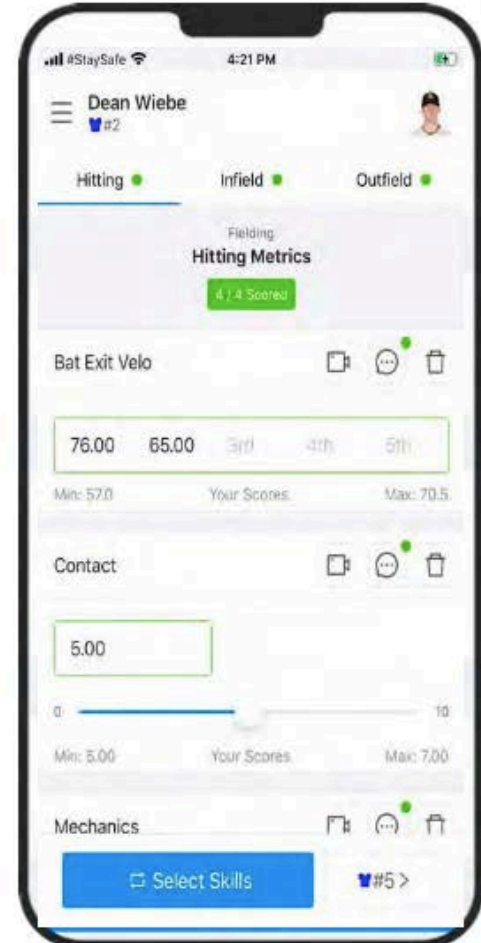 #StaySafe 4:21 PM
Dean Wiebe
#2
Hitting Infield Outfield
Fielding
Hitting Metrics
4 / 4 Scored
Bat Exit Velo
76.00 65.00 3rd 4th 5th
Min: 57.0 Your Scores Max: 70.5
Contact
5.00
0 10
Min: 5.00 Your Scores Max: 7.00
Mechanics
Select Skills #5 >